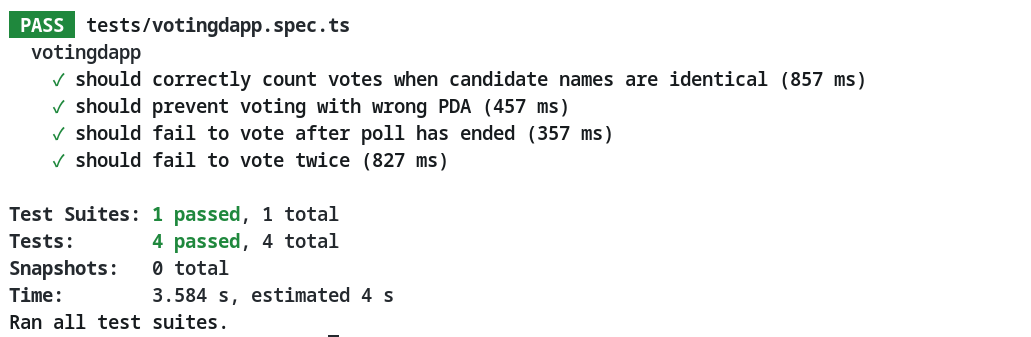 PASS tests/votingdapp.spec.ts
votingdapp
✓ should correctly count votes when candidate names are identical (857 ms)
✓ should prevent voting with wrong PDA (457 ms)
✓ should fail to vote after poll has ended (357 ms)
✓ should fail to vote twice (827 ms)
Test Suites: 1 passed, 1 total
Tests: 4 passed, 4 total
Snapshots: 0 total
Time: 3.584 s, estimated 4 s
Ran all test suites.